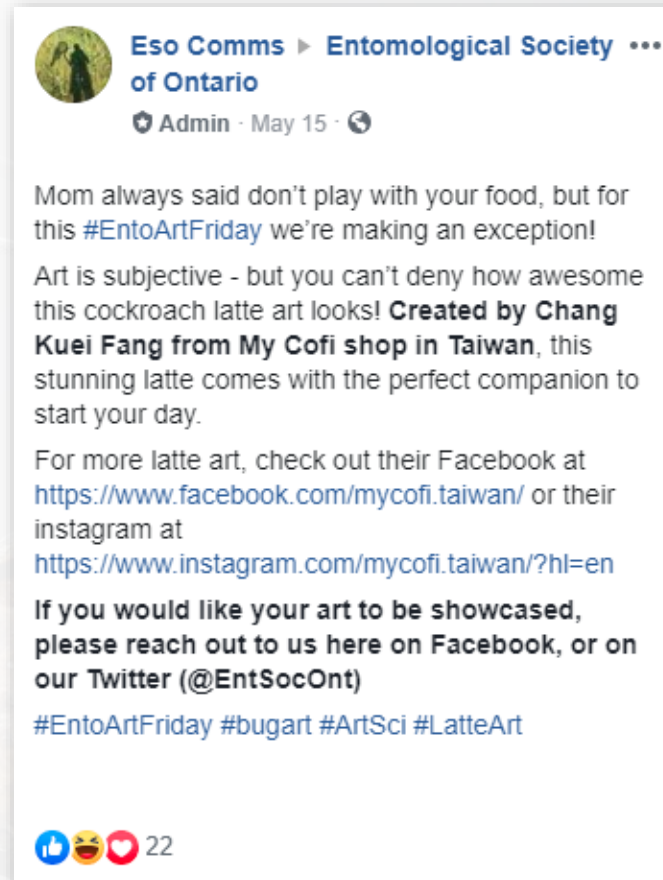 Eso Comms ▸ Entomological Society ···
of Ontario
Admin · May 15 ·
Mom always said don't play with your food, but for
this #EntoArtFriday we're making an exception!
Art is subjective - but you can't deny how awesome
this cockroach latte art looks! Created by Chang
Kuei Fang from My Cofi shop in Taiwan, this
stunning latte comes with the perfect companion to
start your day.
For more latte art, check out their Facebook at
https://www.facebook.com/mycofi.taiwan/ or their
instagram at
https://www.instagram.com/mycofi.taiwan/?hl=en
If you would like your art to be showcased,
please reach out to us here on Facebook, or on
our Twitter (@EntSocOnt)
#EntoArtFriday #bugart #ArtSci #LatteArt
22